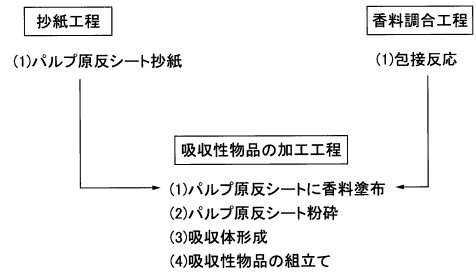 抄紙工程
香料調合工程
(1)パルプ原反シート抄紙
(1)包接反応
吸収性物品の加工工程
(1)パルプ原反シートに香料塗布
(2)パルプ原反シート粉砕
(3)吸収体形成
(4)吸収性物品の組立て